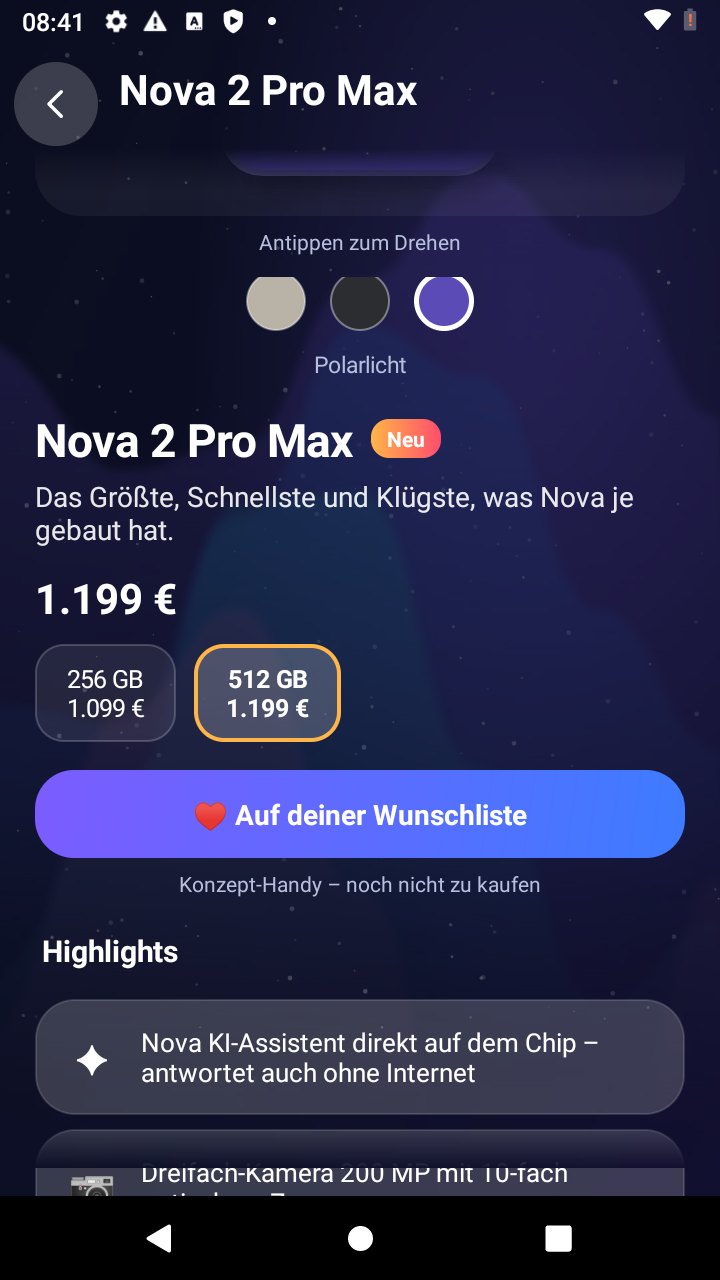 08:41
Nova 2 Pro Max
Antippen zum Drehen
Polarlicht
Nova 2 Pro Max Neu
Das Größte, Schnellste und Klügste, was Nova je
gebaut hat.
1.199 €
256 GB
1.099 €
512 GB
1.199 €
Auf deiner Wunschliste
Konzept-Handy – noch nicht zu kaufen
Highlights
Nova KI-Assistent direkt auf dem Chip –
antwortet auch ohne Internet
Dreifach-Kamera 200 MP mit 10-fach